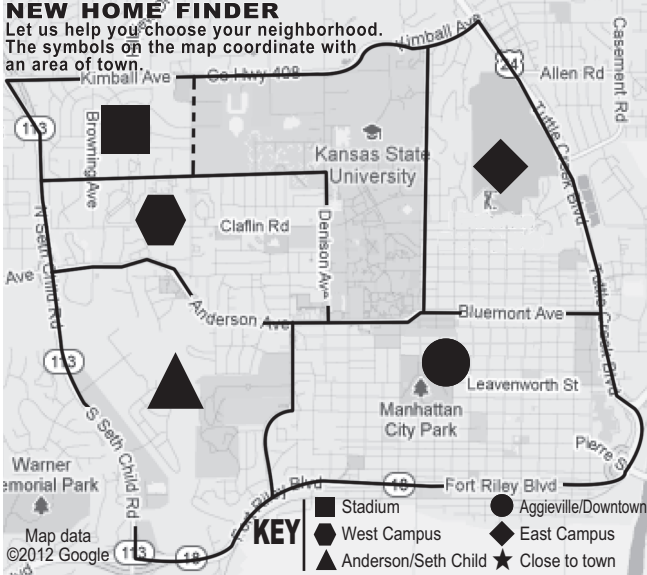 NEW HOME FINDER
Let us help you choose your neighborhood.
The symbols on the map coordinate with
an area of town.
Kimball Ave
Co Hwy 408
Kimball Ave
24
Allen Rd
Casement Rd
113
Browning Ave
Kansas State
University
Tuttle Creek Blvd
N Seth Child Rd
Claflin Rd
Denison Ave
Ave
Anderson Ave
Bluemont Ave
Tuttle Creek Blvd
113
Leavenworth St
Manhattan
City Park
S Seth Child Rd
Pierre S
Warner
emorial Park
Fort Riley Blvd
18
Fort Riley Blvd
Map data
©2012 Google
113
18
KEY
Stadium
West Campus
Anderson/Seth Child
Aggieville/Downtown
East Campus
Close to town